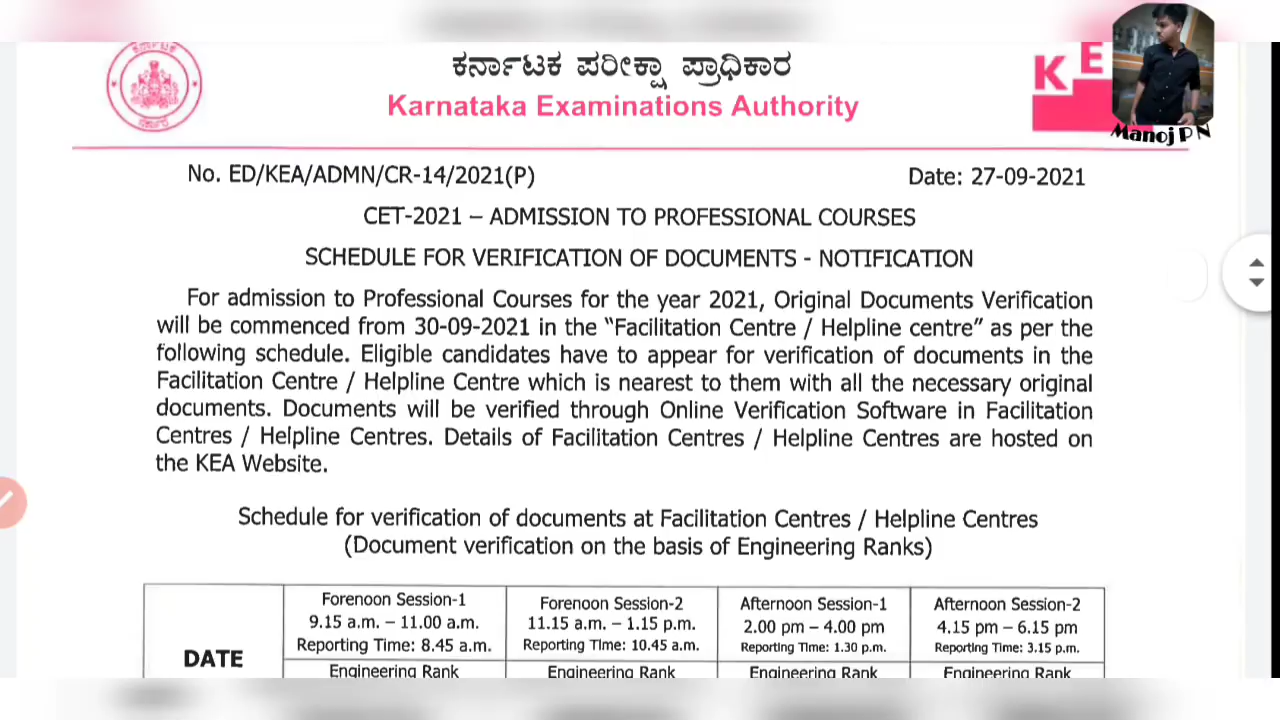 ಕರ್ನಾಟಕ ಪರೀಕ್ಷಾ ಪ್ರಾಧಿಕಾರ
Karnataka Examinations Authority
KE
Manoj P N
No. ED/KEA/ADMN/CR-14/2021(P) Date: 27-09-2021
CET-2021 – ADMISSION TO PROFESSIONAL COURSES
SCHEDULE FOR VERIFICATION OF DOCUMENTS - NOTIFICATION
For admission to Professional Courses for the year 2021, Original Documents Verification
will be commenced from 30-09-2021 in the “Facilitation Centre / Helpline centre” as per the
following schedule. Eligible candidates have to appear for verification of documents in the
Facilitation Centre / Helpline Centre which is nearest to them with all the necessary original
documents. Documents will be verified through Online Verification Software in Facilitation
Centres / Helpline Centres. Details of Facilitation Centres / Helpline Centres are hosted on
the KEA Website.
Schedule for verification of documents at Facilitation Centres / Helpline Centres
(Document verification on the basis of Engineering Ranks)
DATE
Forenoon Session-1
9.15 a.m. – 11.00 a.m.
Reporting Time: 8.45 a.m.
Engineering Rank
Forenoon Session-2
11.15 a.m. – 1.15 p.m.
Reporting Time: 10.45 a.m.
Engineering Rank
Afternoon Session-1
2.00 pm – 4.00 pm
Reporting Time: 1.30 p.m.
Engineering Rank
Afternoon Session-2
4.15 pm – 6.15 pm
Reporting Time: 3.15 p.m.
Engineering Rank